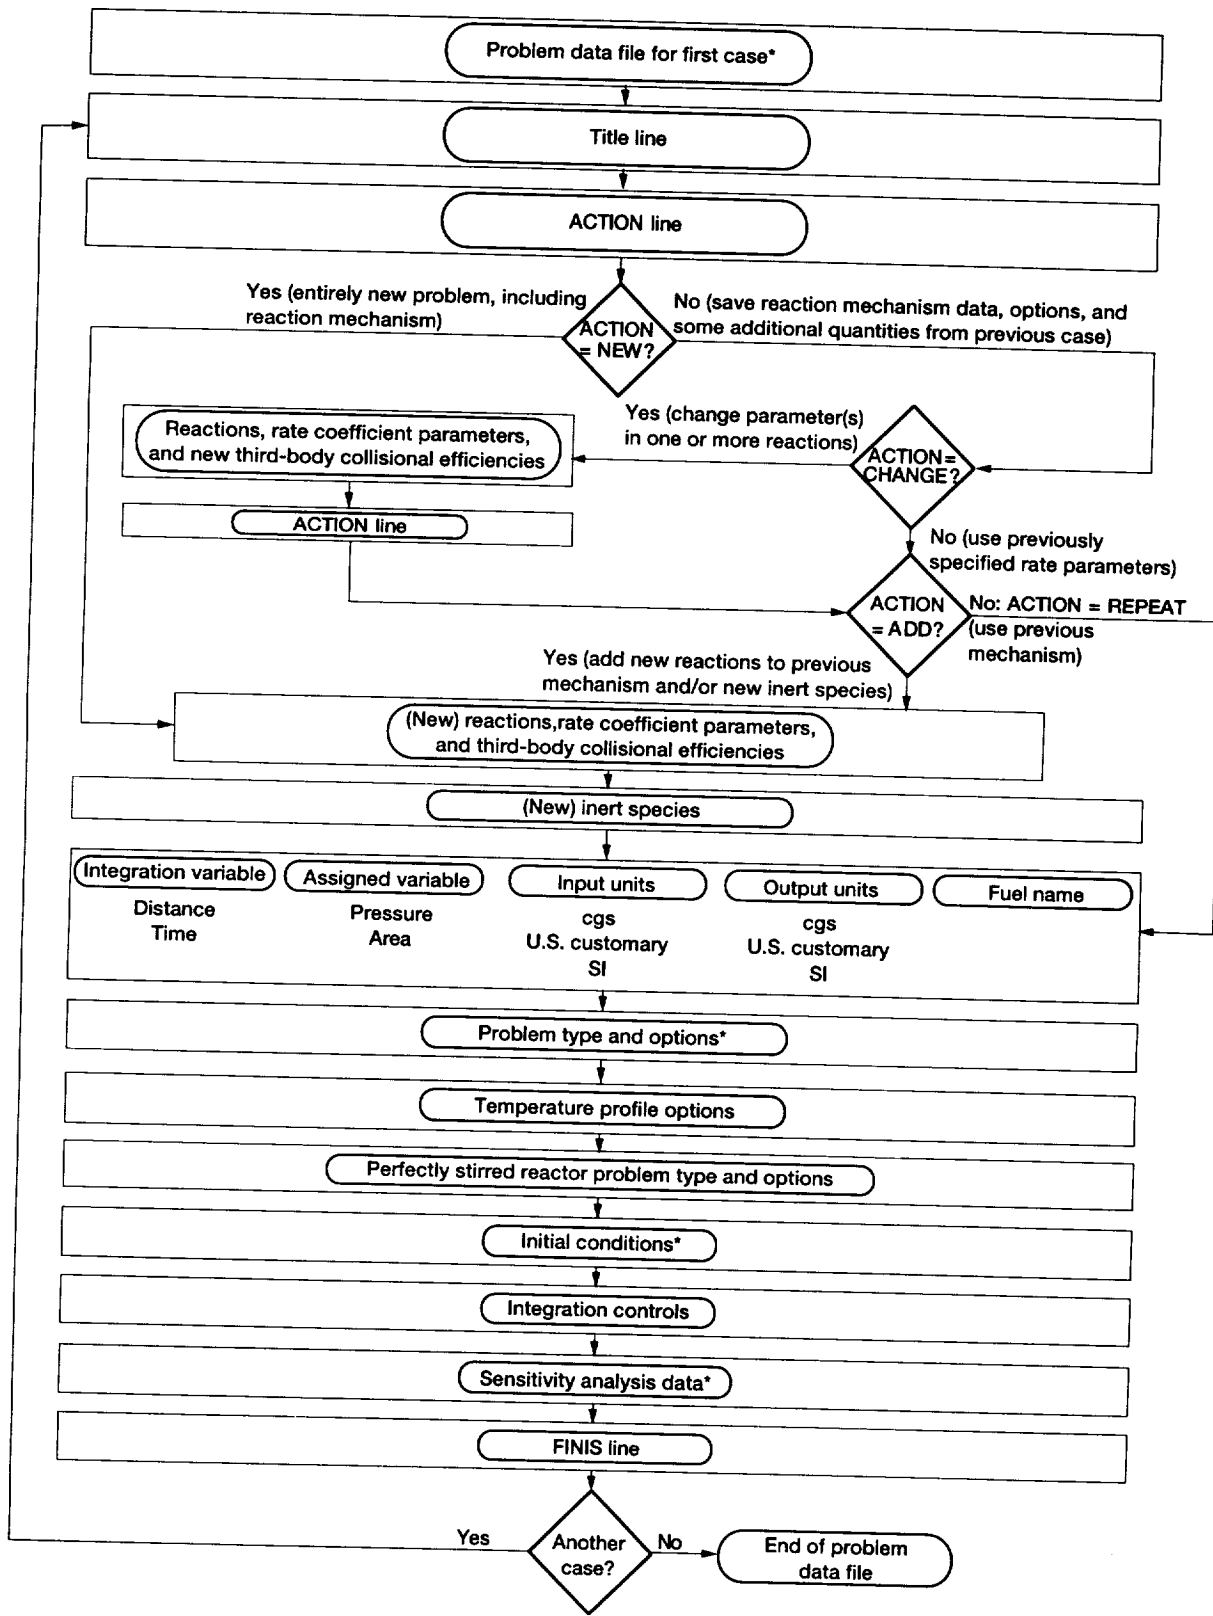 Problem data file for first case*
Title line
ACTION line
Yes (entirely new problem, including
reaction mechanism)
ACTION
= NEW?
No (save reaction mechanism data, options, and
some additional quantities from previous case)
Yes (change parameter(s)
in one or more reactions)
ACTION=
CHANGE?
Reactions, rate coefficient parameters,
and new third-body collisional efficiencies
ACTION line
No (use previously
specified rate parameters)
ACTION
= ADD?
No: ACTION = REPEAT
(use previous
mechanism)
Yes (add new reactions to previous
mechanism and/or new inert species)
(New) reactions,rate coefficient parameters,
and third-body collisional efficiencies
(New) inert species
Integration variable
Distance
Time
Assigned variable
Pressure
Area
Input units
cgs
U.S. customary
SI
Output units
cgs
U.S. customary
SI
Fuel name
Problem type and options*
Temperature profile options
Perfectly stirred reactor problem type and options
Initial conditions*
Integration controls
Sensitivity analysis data*
FINIS line
Another
case?
Yes
No
End of problem
data file